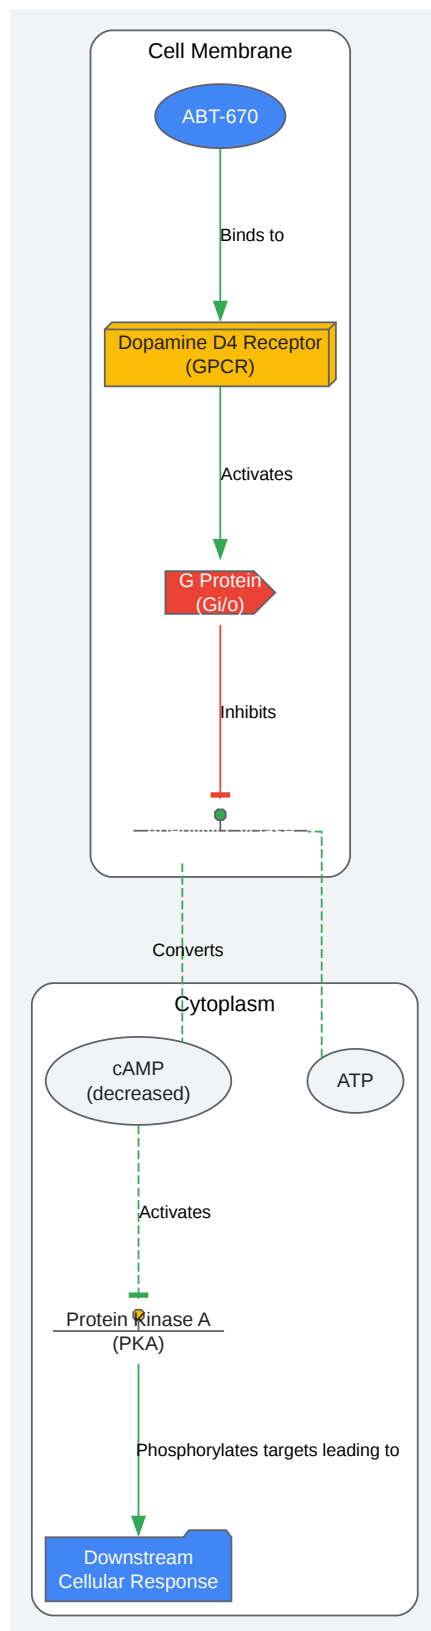 Cell Membrane
ABT-670
Binds to
Dopamine D4 Receptor
(GPCR)
Activates
G Protein
(Gi/o)
Inhibits
Converts
Cytoplasm
cAMP
(decreased)
ATP
Activates
Protein Kinase A
(PKA)
Phosphorylates targets leading to
Downstream
Cellular Response